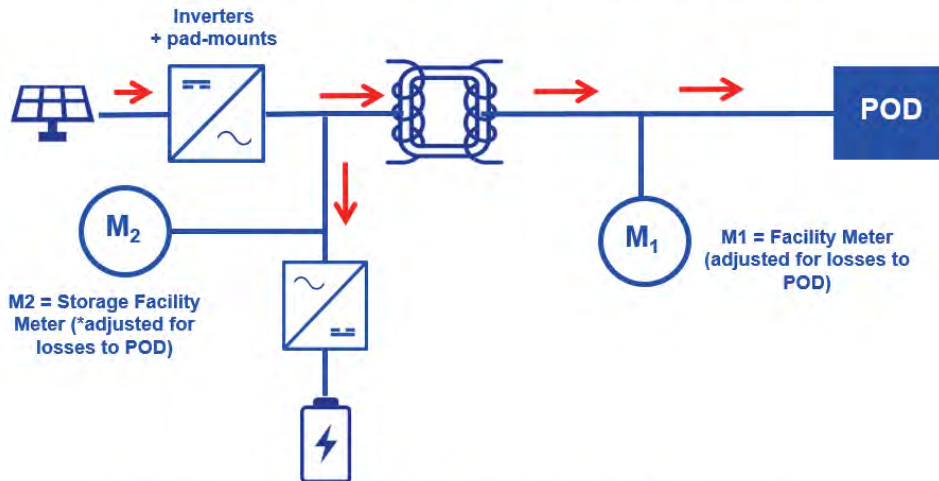 Inverters
+ pad-mounts
POD
M2
M1
M1 = Facility Meter
(adjusted for losses to
POD)
M2 = Storage Facility
Meter (*adjusted for
losses to POD)